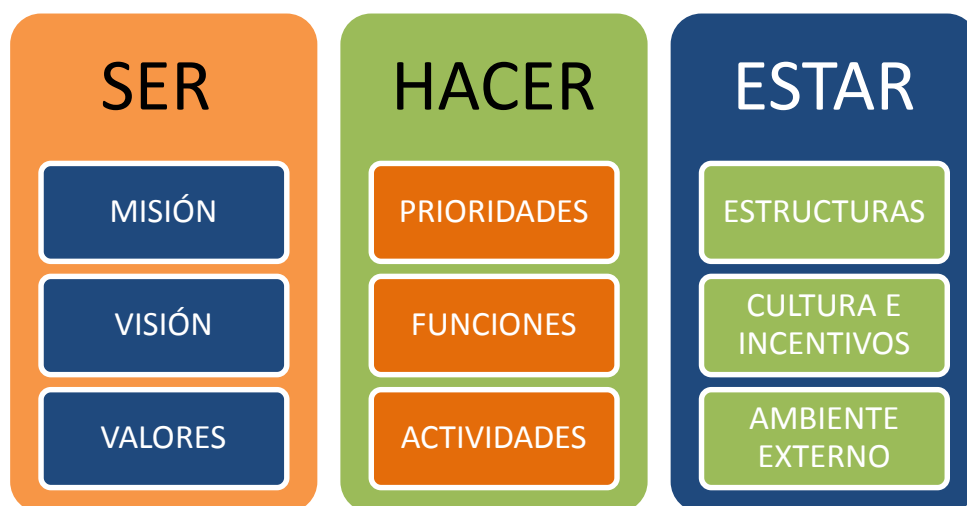 SER
MISIÓN
VISIÓN
VALORES
HACER
PRIORIDADES
FUNCIONES
ACTIVIDADES
ESTAR
ESTRUCTURAS
CULTURA E
INCENTIVOS
AMBIENTE
EXTERNO